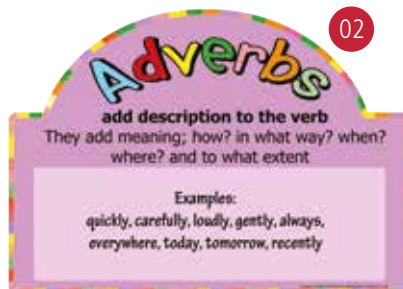 02
Adverbs
add description to the verb
They add meaning; how? in what way? when?
where? and to what extent
Examples:
quickly, carefully, loudly, gently, always,
everywhere, today, tomorrow, recently